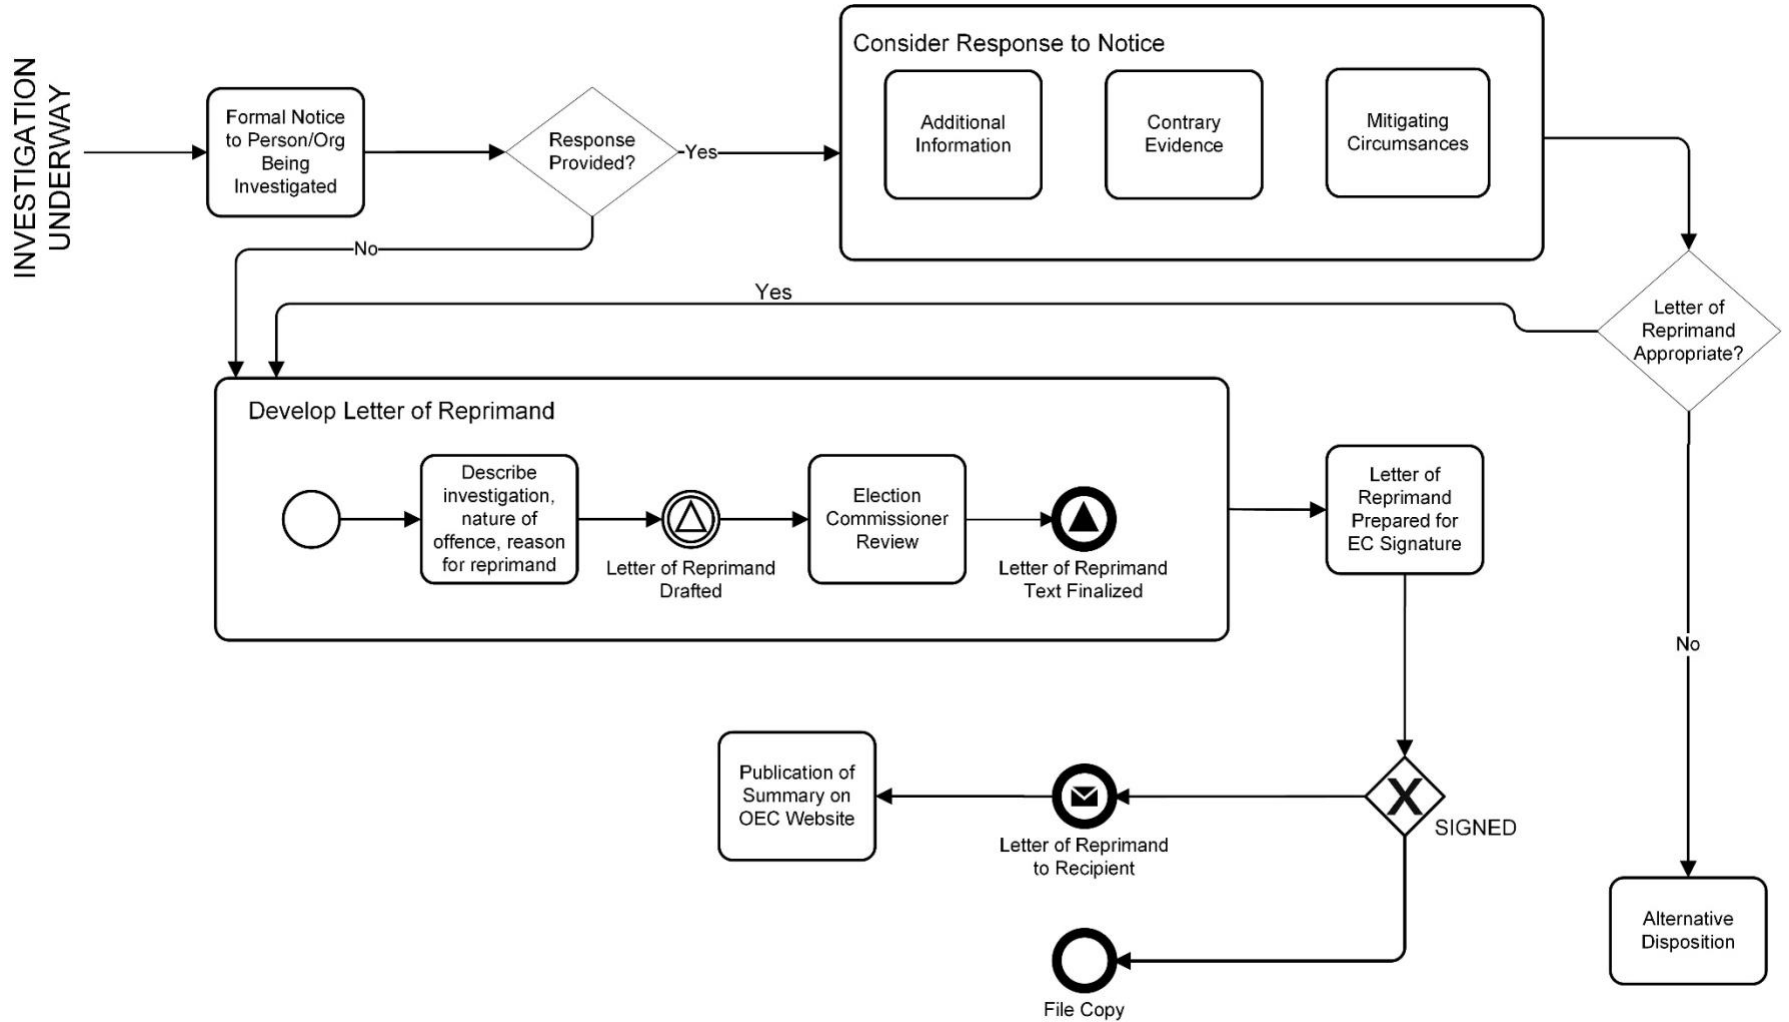 INVESTIGATION
UNDERWAY
Formal Notice
to Person/Org
Being
Investigated
Response
Provided?
Yes
No
Consider Response to Notice
Additional
Information
Contrary
Evidence
Mitigating
Circumsances
Letter of
Reprimand
Appropriate?
Yes
No
Develop Letter of Reprimand
Describe
investigation,
nature of
offence, reason
for reprimand
Letter of Reprimand
Drafted
Election
Commissioner
Review
Letter of Reprimand
Text Finalized
Letter of
Reprimand
Prepared for
EC Signature
X
SIGNED
Letter of Reprimand
to Recipient
Publication of
Summary on
OEC Website
File Copy
Alternative
Disposition